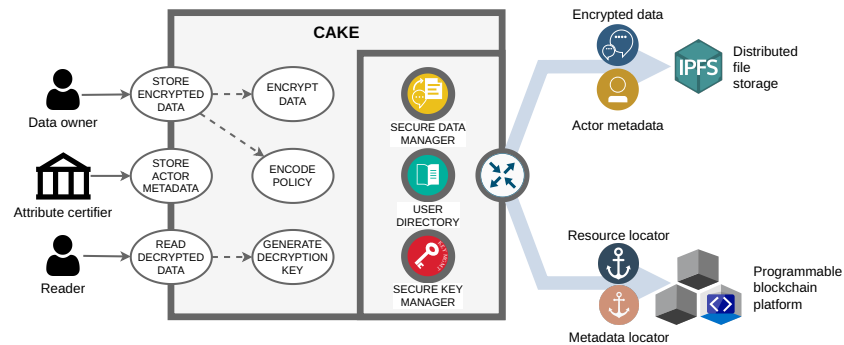 CAKE
Data owner
Attribute certifier
Reader
STORE
ENCRYPTED
DATA
STORE
ACTOR
METADATA
READ
DECRYPTED
DATA
ENCRYPT
DATA
ENCODE
POLICY
GENERATE
DECRYPTION
KEY
SECURE DATA
MANAGER
USER
DIRECTORY
KEY MGMT
SECURE KEY
MANAGER
Encrypted data
Actor metadata
IPFS
Distributed
file
storage
Resource locator
Metadata locator
Programmable
blockchain
platform